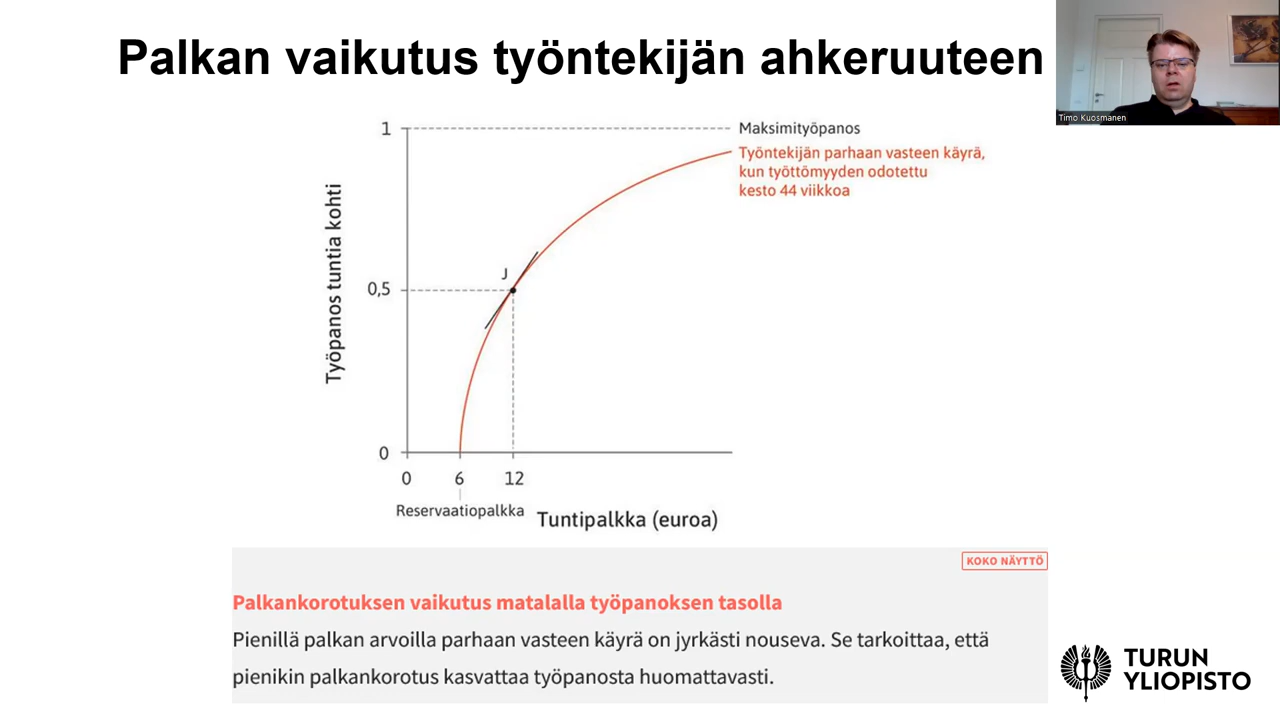 Palkan vaikutus työntekijän ahkeruuteen
Timo Kuosmanen
1
Maksimityöpanos
Työntekijän parhaan vasteen käyrä,
kun työttömyyden odotettu
kesto 44 viikkoa
Työpanos tuntia kohti
J
0,5
0
0
6
12
Reservaatiopalkka
Tuntipalkka (euroa)
KOKO NÄYTTÖ
Palkankorotuksen vaikutus matalalla työpanoksen tasolla
Pienillä palkan arvoilla parhaan vasteen käyrä on jyrkästi nouseva. Se tarkoittaa, että
pienikin palkankorotus kasvattaa työpanosta huomattavasti.
TURUN
YLIOPISTO